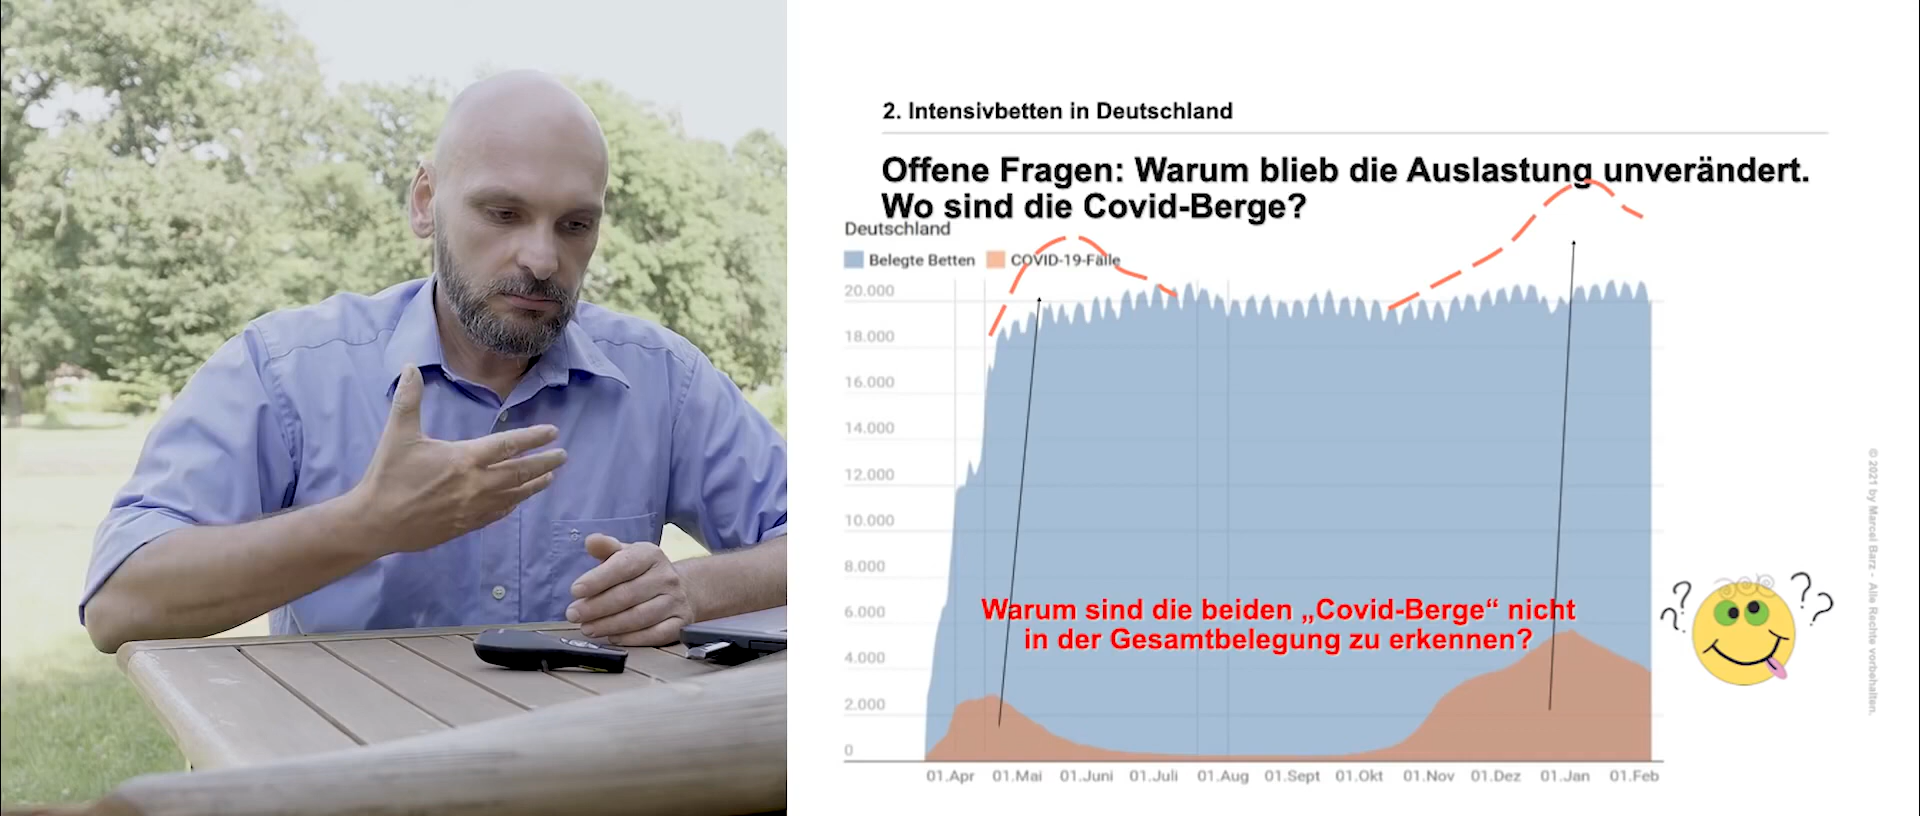 2. Intensivbetten in Deutschland
Offene Fragen: Warum blieb die Auslastung unverändert.
Wo sind die Covid-Berge?
Deutschland
Belegte Betten COVID-19-Fälle
20.000
18.000
16.000
14.000
12.000
10.000
8.000
6.000
4.000
2.000
0
Warum sind die beiden „Covid-Berge“ nicht
in der Gesamtbelegung zu erkennen?
01.Apr 01.Mai 01.Juni 01.Juli 01.Aug 01.Sept 01.Okt 01.Nov 01.Dez 01.Jan 01.Feb
? ? ? ?
© 2021 by Marcel Barz - Alle Rechte vorbehalten.